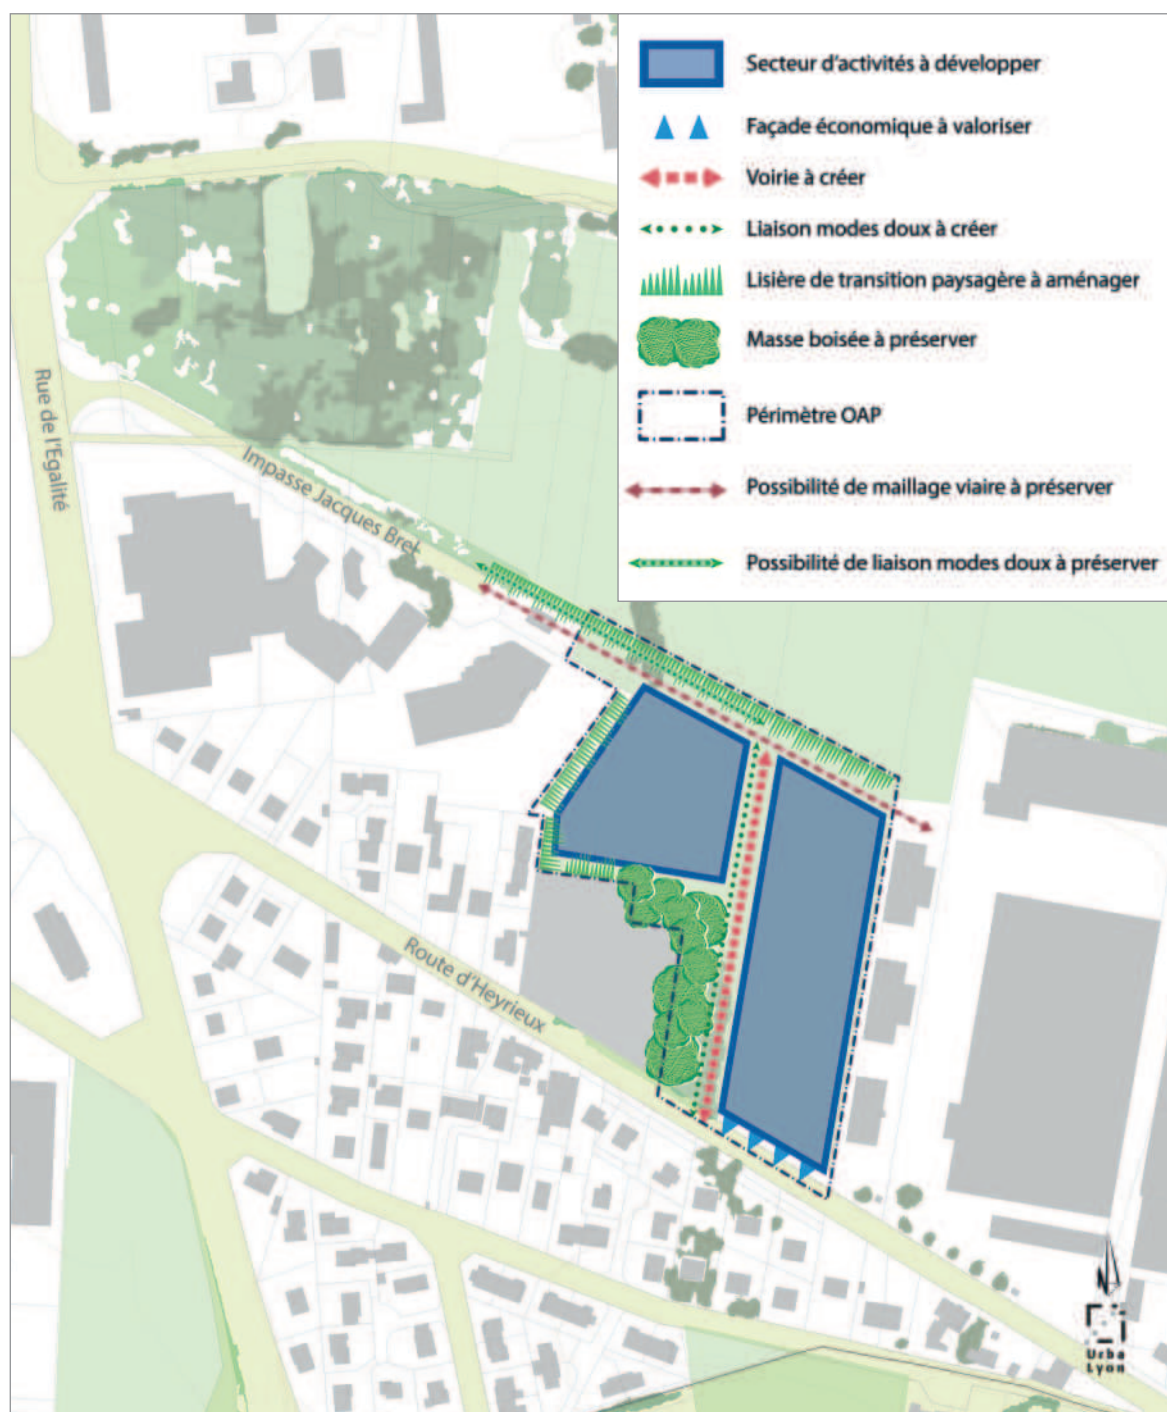 Secteur d'activités à développer
Façade économique à valoriser
Voirie à créer
Liaison modes doux à créer
Lisière de transition paysagère à aménager
Masse boisée à préserver
Périmètre OAP
Possibilité de maillage viaire à préserver
Possibilité de liaison modes doux à préserver
Rue de l'Egalité
Impasse Jacques Brel
Route d'Heyrieux
N
Urba
Lyon